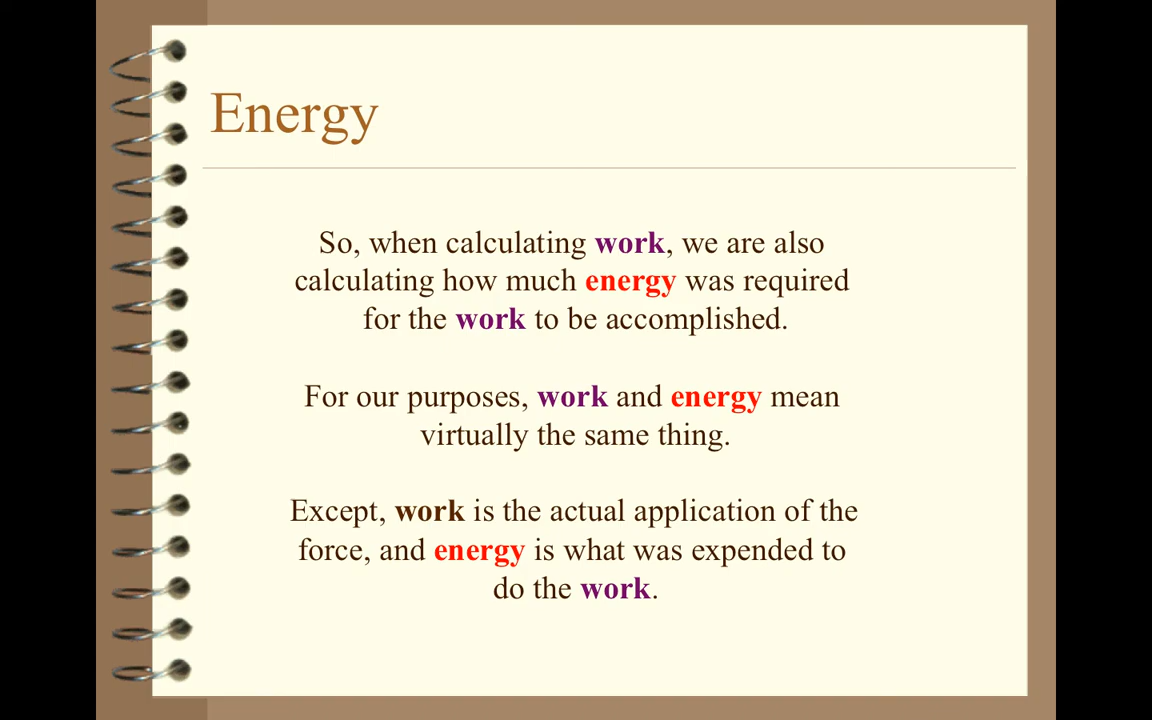 Energy
So, when calculating work, we are also
calculating how much energy was required
for the work to be accomplished.
For our purposes, work and energy mean
virtually the same thing.
Except, work is the actual application of the
force, and energy is what was expended to
do the work.